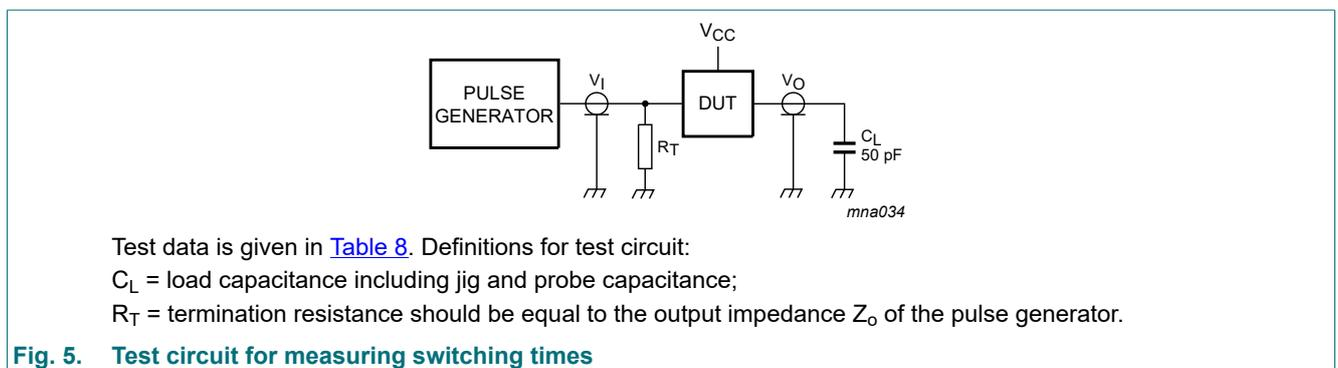 VCC
PULSE
GENERATOR
VI
DUT
VO
RT
CL
50 pF
mna034
Test data is given in Table 8. Definitions for test circuit:
CL = load capacitance including jig and probe capacitance;
RT = termination resistance should be equal to the output impedance Zo of the pulse generator.
Fig. 5. Test circuit for measuring switching times